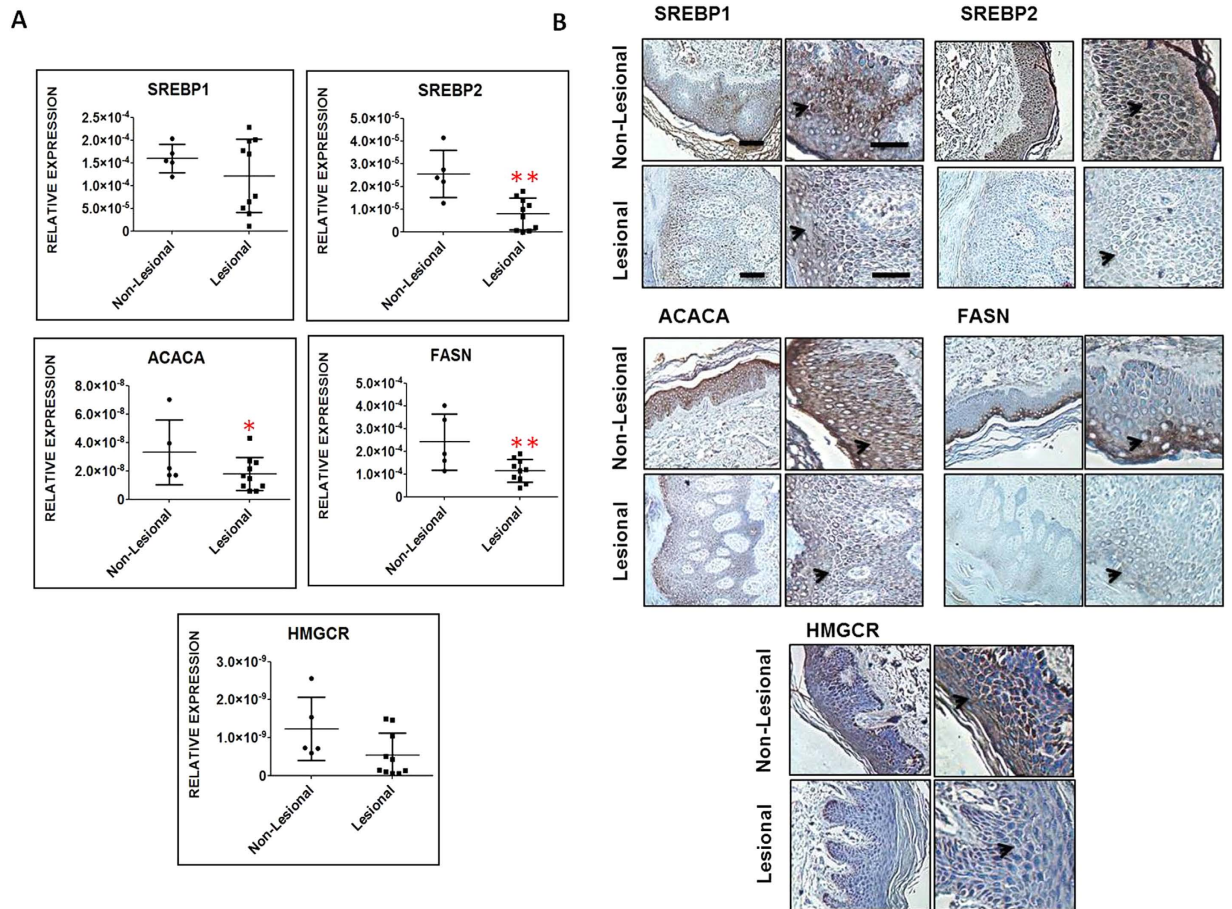 A
SREBP1
RELATIVE EXPRESSION
2.5×10⁻⁴
2.0×10⁻⁴
1.5×10⁻⁴
1.0×10⁻⁴
5.0×10⁻⁵
0
Non-Lesional
Lesional
SREBP2
RELATIVE EXPRESSION
5.0×10⁻⁵
4.0×10⁻⁵
3.0×10⁻⁵
2.0×10⁻⁵
1.0×10⁻⁵
0
**
Non-Lesional
Lesional
ACACA
RELATIVE EXPRESSION
8.0×10⁻⁸
6.0×10⁻⁸
4.0×10⁻⁸
2.0×10⁻⁸
0
*
Non-Lesional
Lesional
FASN
RELATIVE EXPRESSION
5.0×10⁻⁴
4.0×10⁻⁴
3.0×10⁻⁴
2.0×10⁻⁴
1.0×10⁻⁴
0
**
Non-Lesional
Lesional
HMGCR
RELATIVE EXPRESSION
3.0×10⁻⁹
2.0×10⁻⁹
1.0×10⁻⁹
0
Non-Lesional
Lesional
B
SREBP1
SREBP2
Non-Lesional
Lesional
ACACA
FASN
Non-Lesional
Lesional
HMGCR
Non-Lesional
Lesional